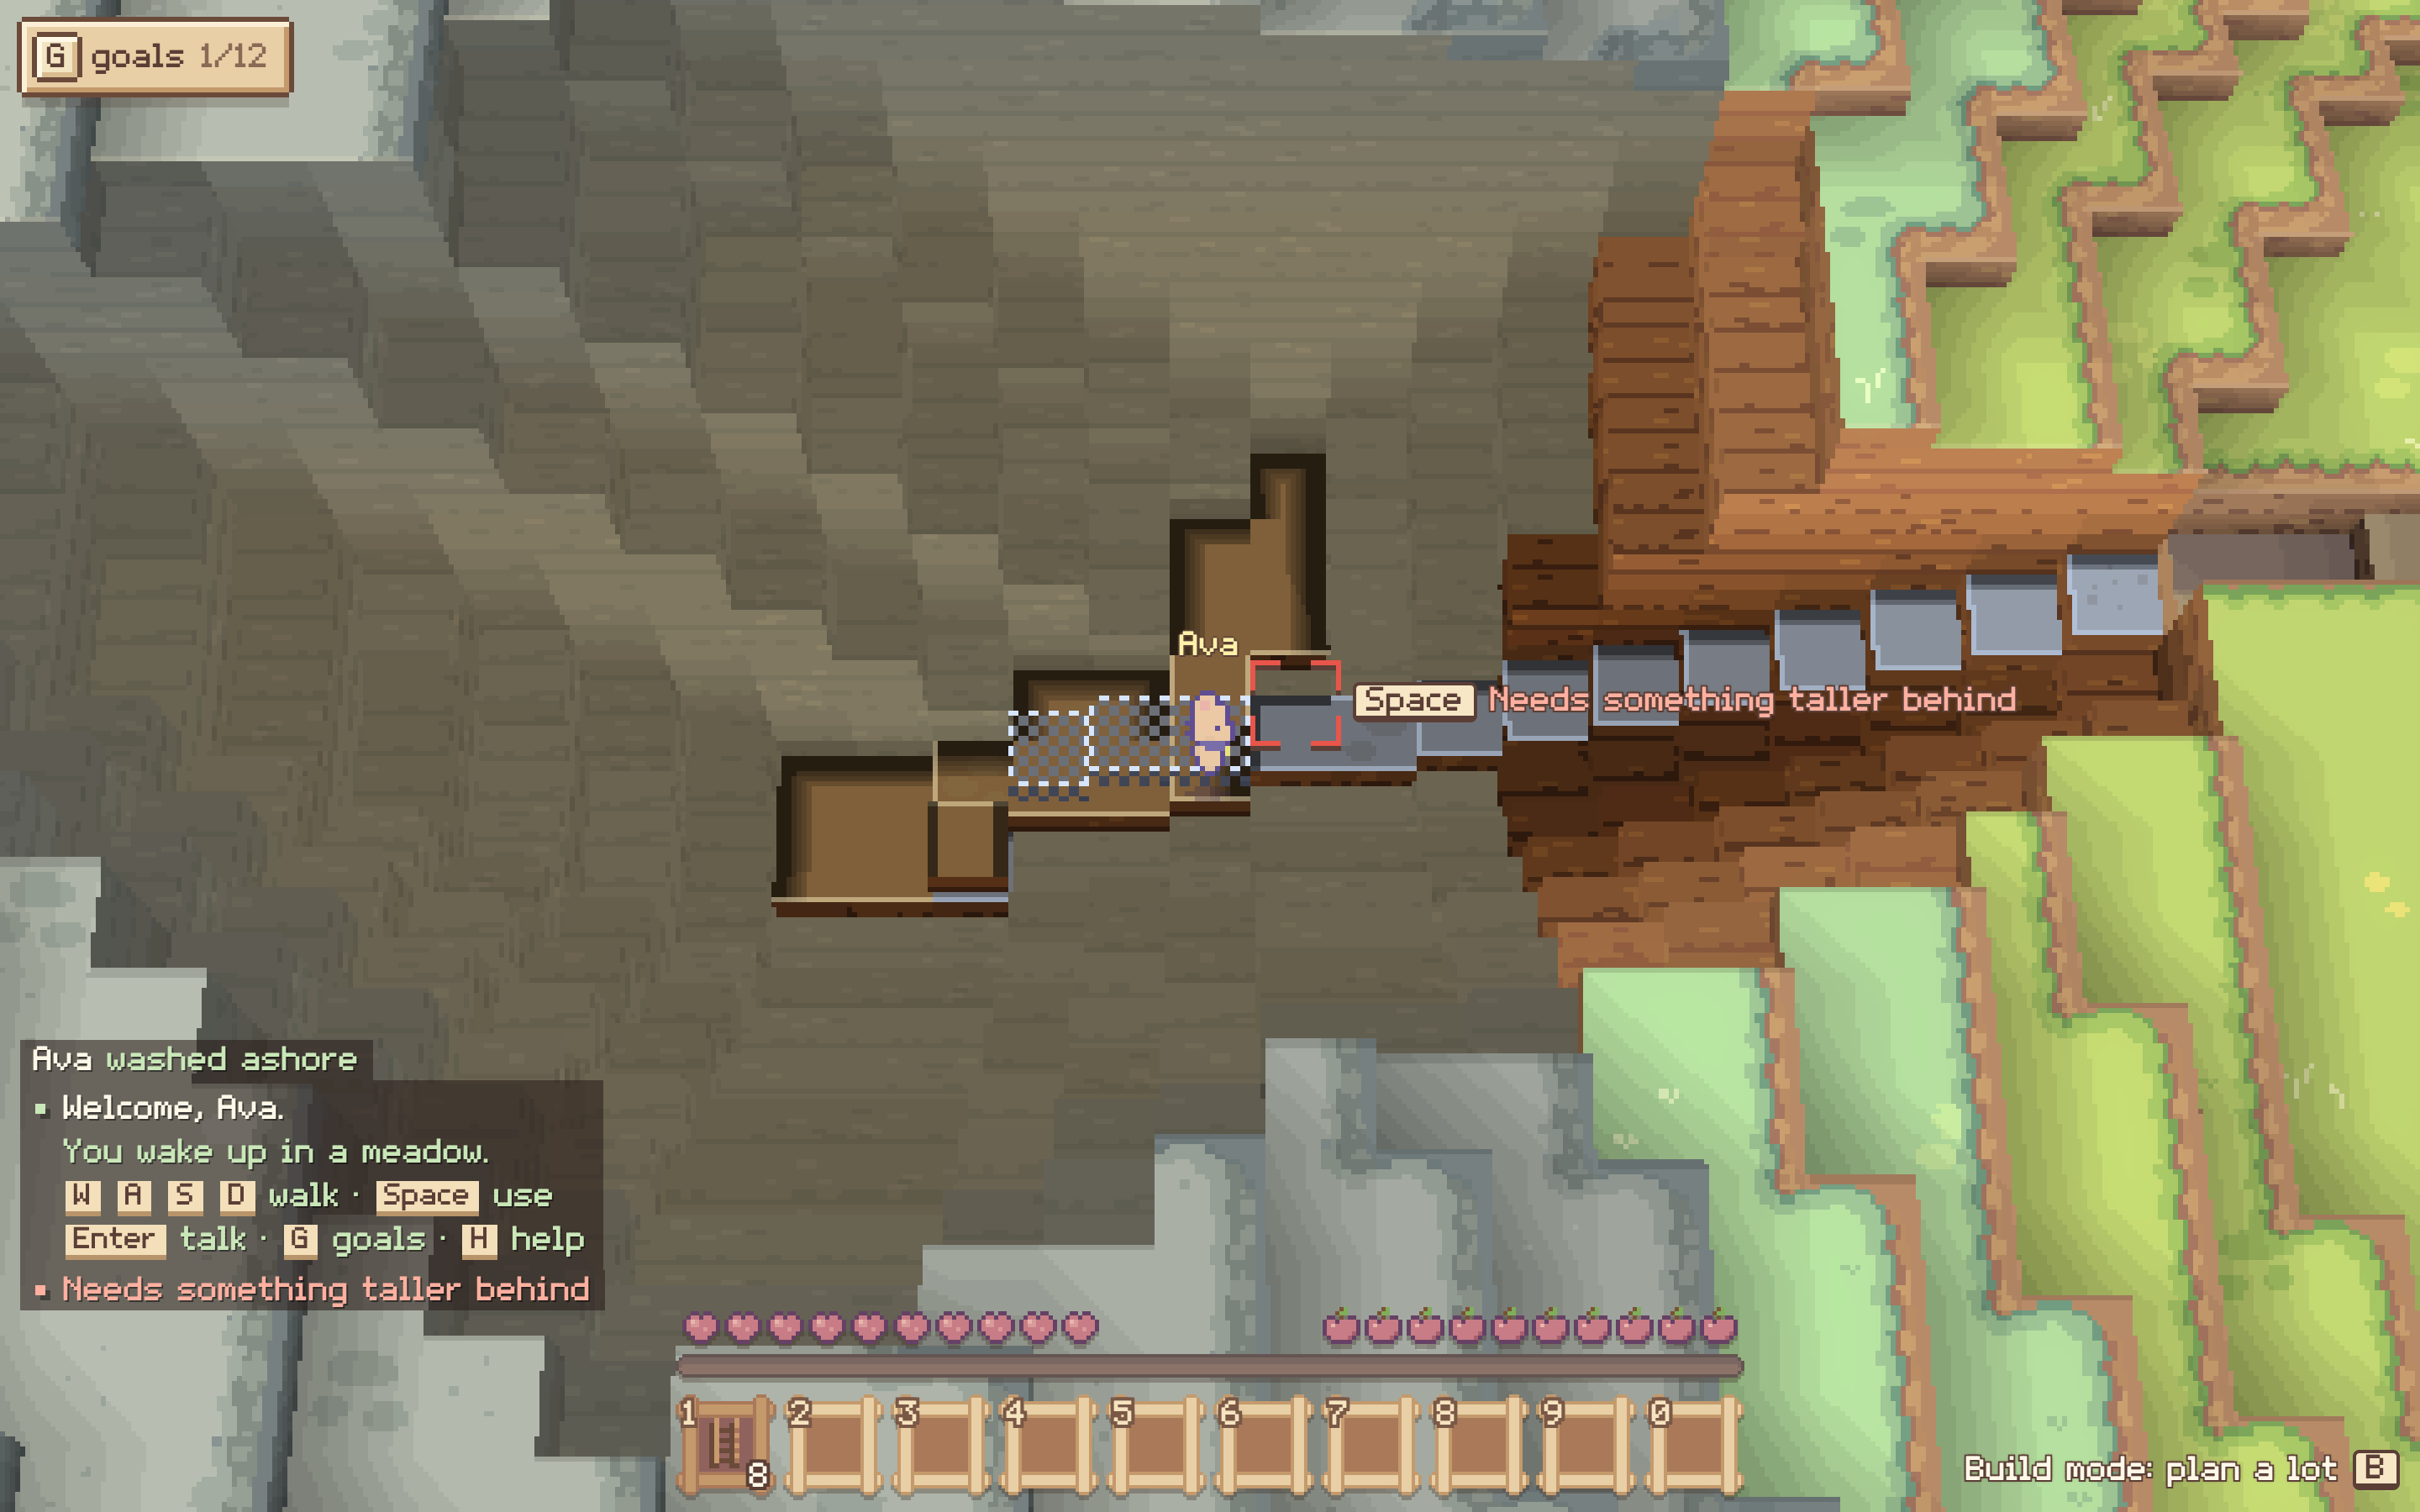 G goals 1/12
Ava
Space Needs something taller behind
Ava washed ashore
Welcome, Ava.
You wake up in a meadow.
W A S D walk · Space use
Enter talk · G goals · H help
Needs something taller behind
1 2 3 4 5 6 7 8 9 0
8
Build mode: plan a lot B